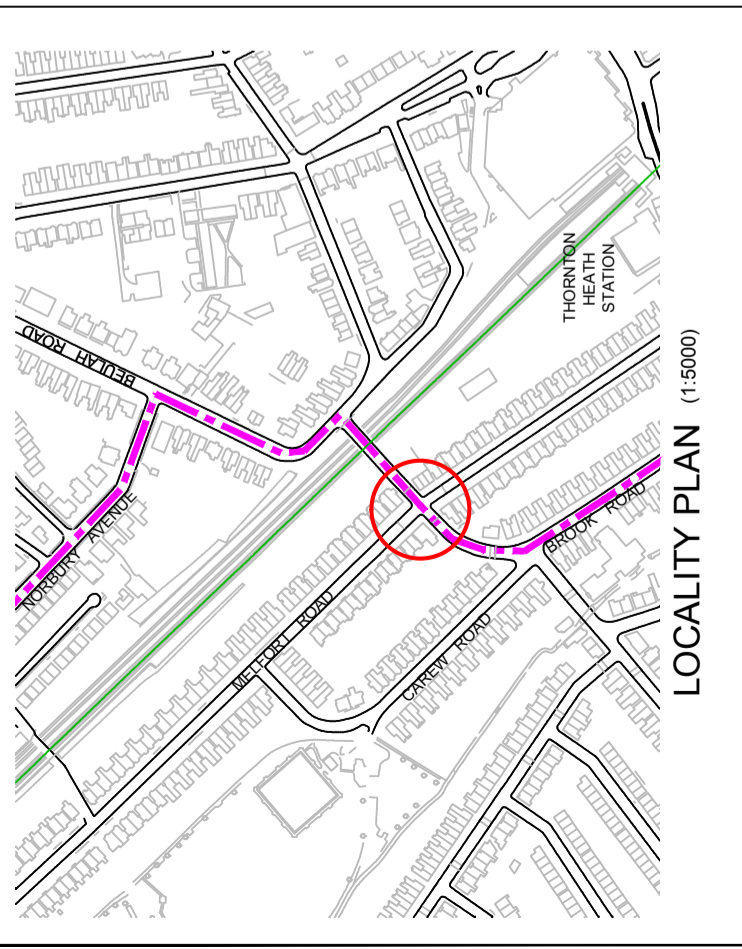 BEULAH ROAD
NORBURY AVENUE
THORNTON
HEATH
STATION
BROOK ROAD
MELFORT ROAD
CAREW ROAD
LOCALITY PLAN (1:5000)